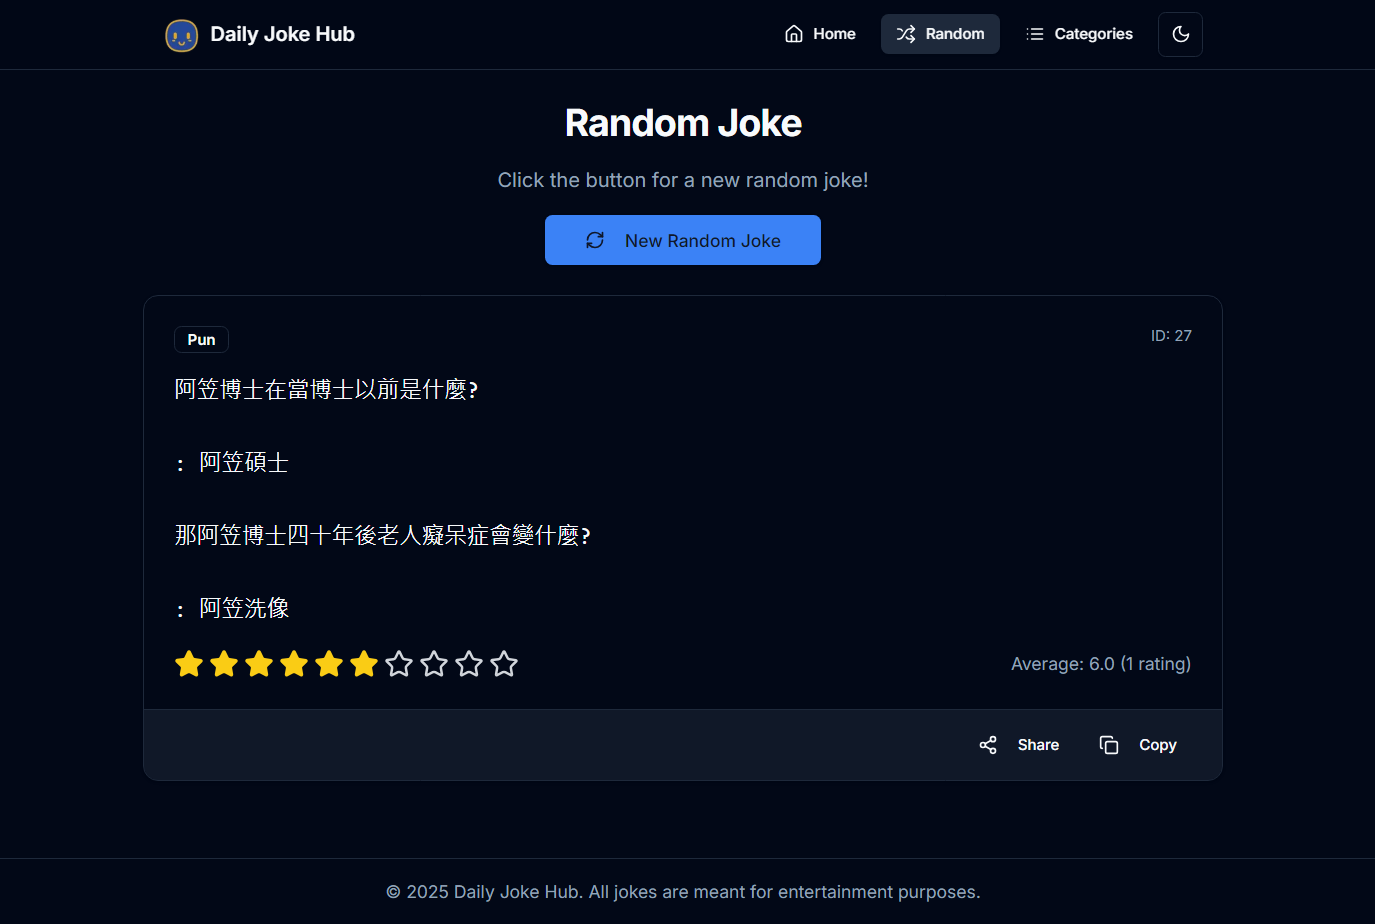 Daily Joke Hub
Home
Random
Categories
Random Joke
Click the button for a new random joke!
New Random Joke
Pun
ID: 27
阿笠博士在當博士以前是什麼?
: 阿笠碩士
那阿笠博士四十年後老人癡呆症會變什麼?
: 阿笠洗像
Average: 6.0 (1 rating)
Share
Copy
© 2025 Daily Joke Hub. All jokes are meant for entertainment purposes.